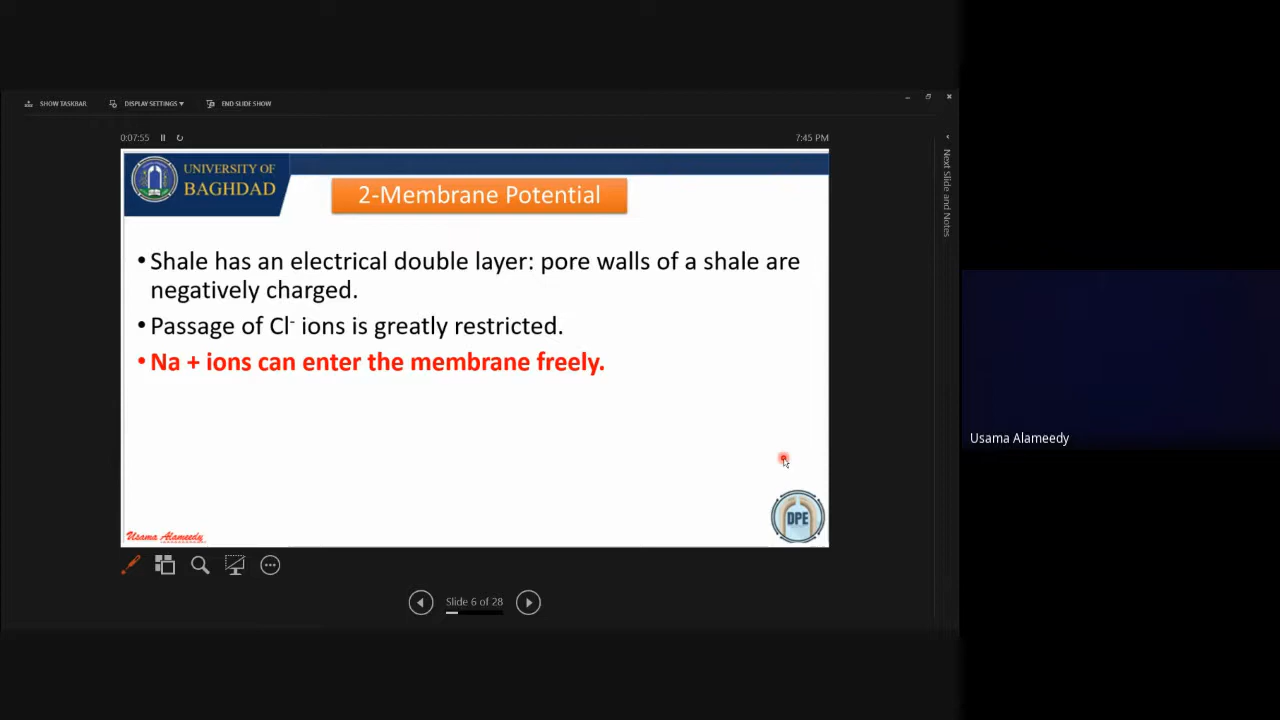 SHOW TASKBAR
DISPLAY SETTINGS
END SLIDE SHOW
0:07:55
7:45 PM
UNIVERSITY OF
BAGHDAD
2-Membrane Potential
• Shale has an electrical double layer: pore walls of a shale are
negatively charged.
• Passage of Cl⁻ ions is greatly restricted.
• Na + ions can enter the membrane freely.
DPE
Usama Alameedy
Slide 6 of 28
Next Slide and Notes
Usama Alameedy